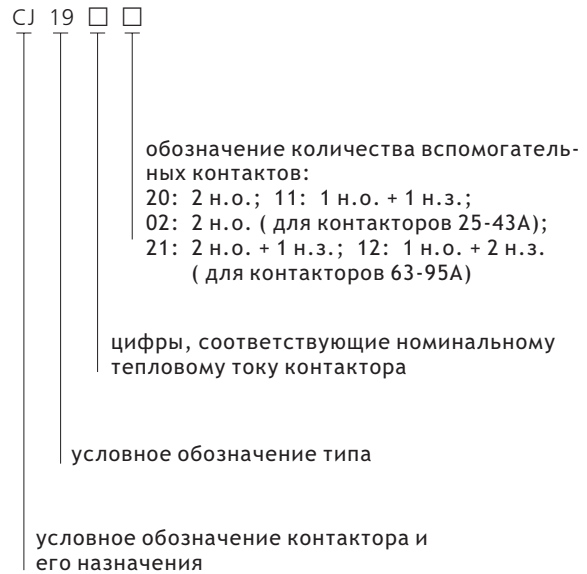 CJ 19 □ □
обозначение количества вспомогатель-
ных контактов:
20: 2 н.о.; 11: 1 н.о. + 1 н.з.;
02: 2 н.о. ( для контакторов 25-43А);
21: 2 н.о. + 1 н.з.; 12: 1 н.о. + 2 н.з.
( для контакторов 63-95А)
цифры, соответствующие номинальному
тепловому току контактора
условное обозначение типа
условное обозначение контактора и
его назначения